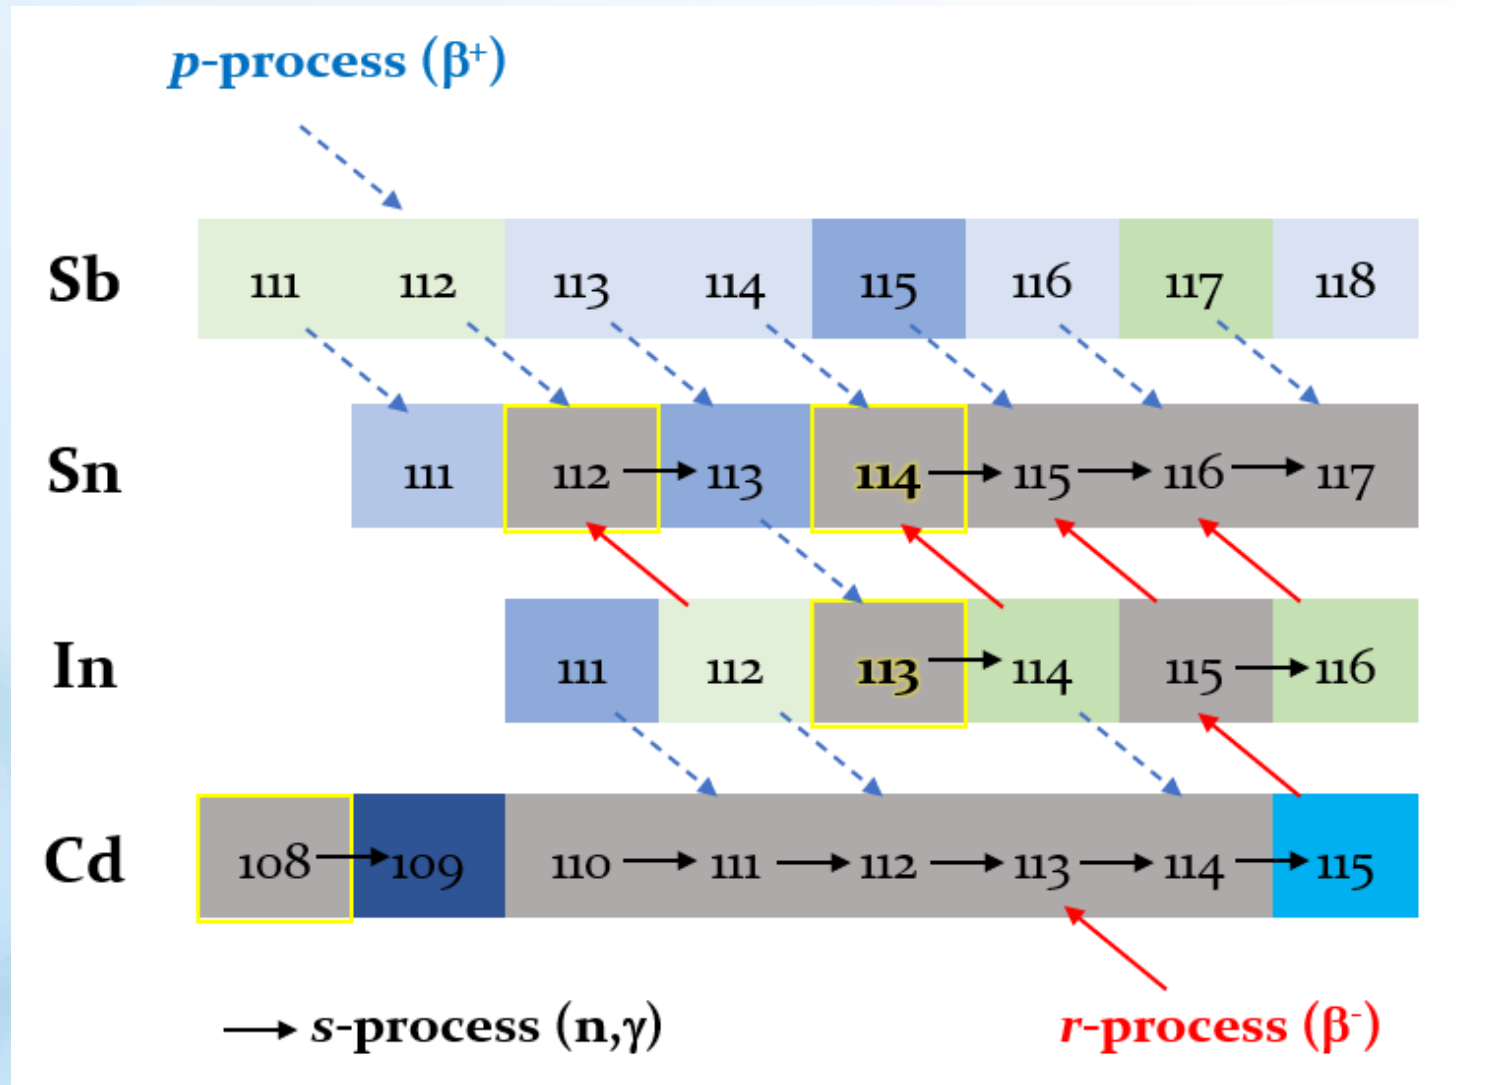 p-process (β⁺)
Sb 111 112 113 114 115 116 117 118
Sn 111 112 113 114 115 116 117
In 111 112 113 114 115 116
Cd 108 109 110 111 112 113 114 115
s-process (n,γ) r-process (β⁻)